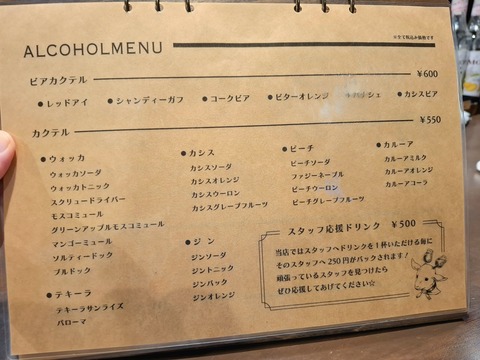 ALCOHOLMENU
※全て税込み価格です
ビアカクテル ¥600
●レッドアイ ●シャンディーガフ ●コークビア ●ビターオレンジ ●カシスビア
カクテル ¥550
●ウォッカ
ウォッカソーダ
ウォッカトニック
スクリュードライバー
モスコミュール
グリーンアップルモスコミュール
マンゴーミュール
ソルティードック
ブルドック
●テキーラ
テキーラサンライズ
パローマ
●カシス
カシスソーダ
カシスオレンジ
カシスウーロン
カシスグレープフルーツ
●ジン
ジンソーダ
ジントニック
ジンバック
ジンオレンジ
●ピーチ
ピーチソーダ
ファジーネーブル
ピーチウーロン
ピーチグレープフルーツ
●カルーア
カルーアミルク
カルーアオレンジ
カルーアコーラ
スタッフ応援ドリンク ¥500
当店ではスタッフへドリンクを1杯いただける毎に
そのスタッフへ250円がバックされます!
頑張っているスタッフを見つけたら
ぜひ応援してあげてください☆